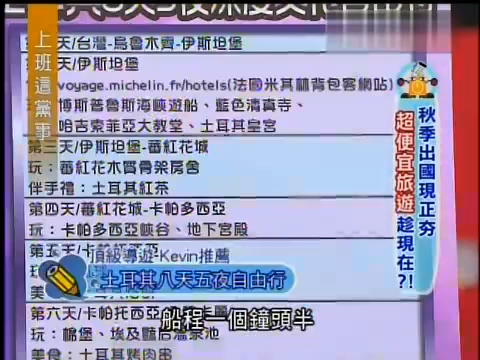 上班這黨事
天/台灣-烏魯木齊-伊斯坦堡
天/伊斯坦堡
voyage.michelin.fr/hotels(法國米其林背包客網站)
博斯普魯斯海峽遊船、藍色清真寺、
哈吉索菲亞大教堂、土耳其皇宮
第三天/伊斯坦堡-蕃紅花城
玩：蕃紅花木質骨架房舍
伴手禮：土耳其紅茶
第四天/蕃紅花城-卡帕多西亞
玩：卡帕多西亞峽谷、地下宮殿
第五天/卡
玩：
美
第六天/卡帕托西
玩：棉堡、埃及豔后溫泉池
美食：土耳其烤肉串
秋季出國現正夯
超便宜旅遊趁現在?!
頂級導遊-Kevin推薦
土耳其八天五夜自由行
船程一個鐘頭半